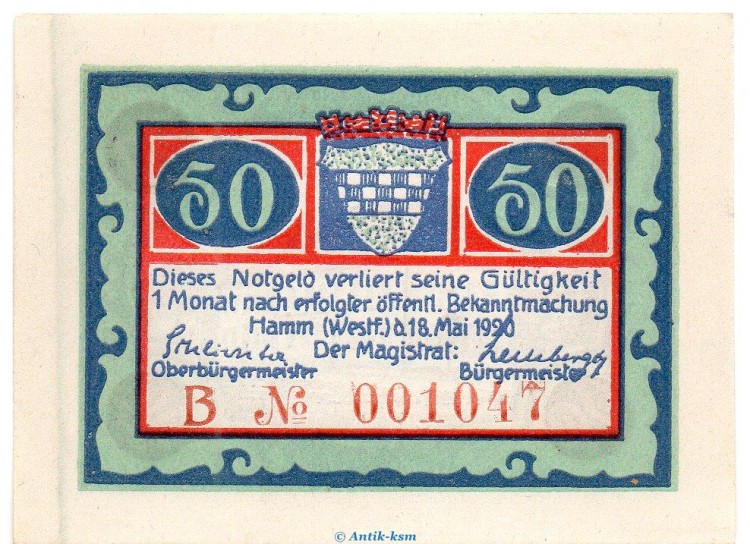 50 50
Dieses Notgeld verliert seine Gültigkeit
1 Monat nach erfolgter öffentl. Bekanntmachung
Hamm (Westf.) d. 18. Mai 1920
Der Magistrat:
Oberbürgermeister Bürgermeister
B No 001047
© Antik-ksm